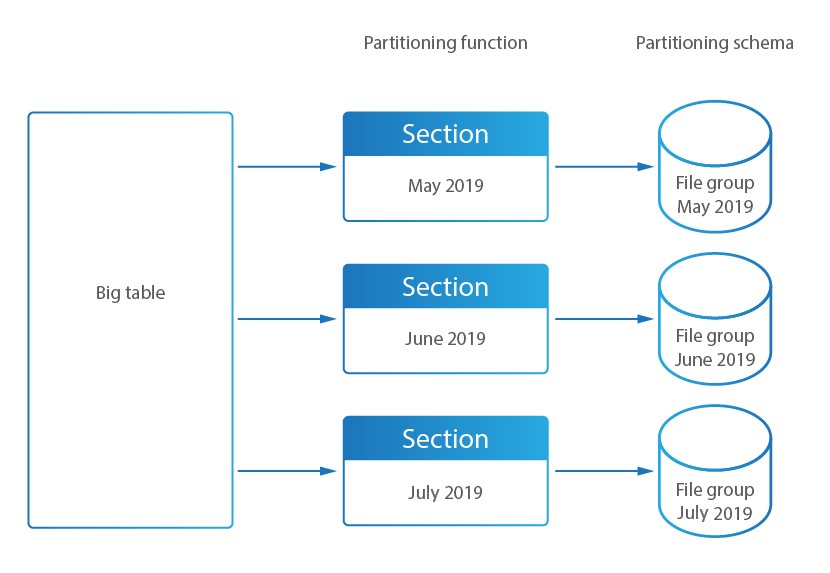 Partitioning function
Partitioning schema
Big table
Section
May 2019
File group
May 2019
Section
June 2019
File group
June 2019
Section
July 2019
File group
July 2019